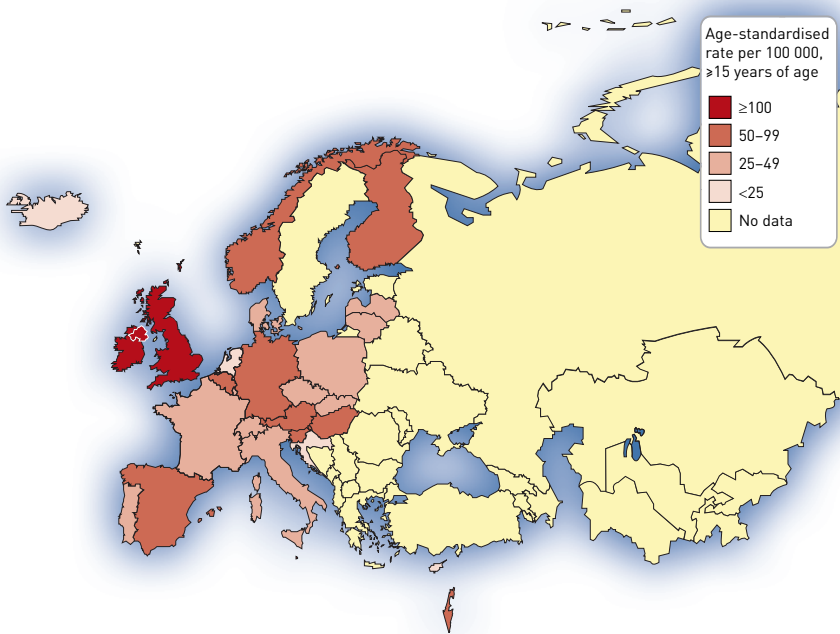 Age-standardised
rate per 100 000,
≥15 years of age
≥100
50–99
25–49
<25
No data